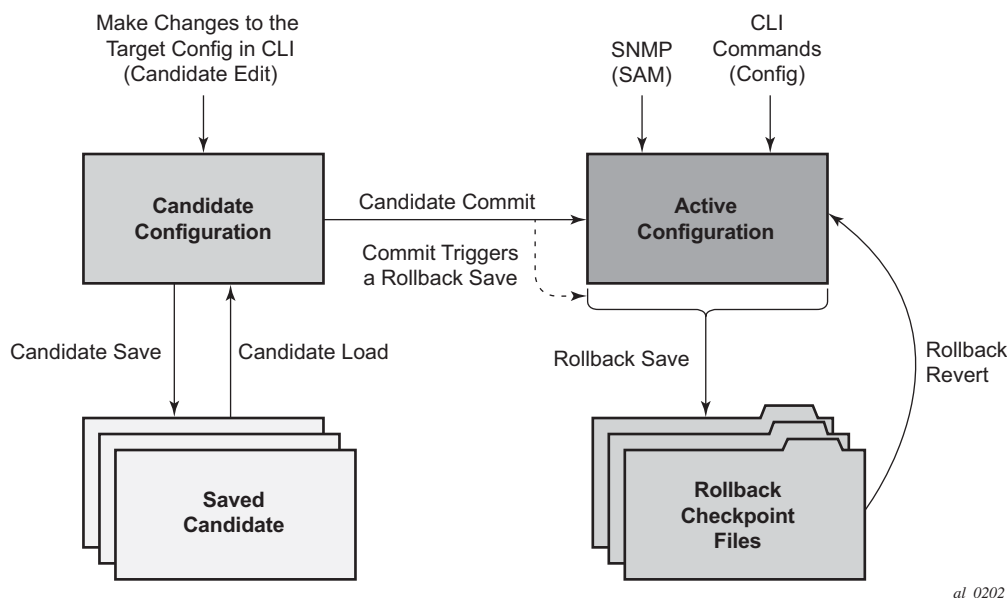 Make Changes to the
Target Config in CLI
(Candidate Edit)
SNMP
(SAM)
CLI
Commands
(Config)
Candidate
Configuration
Candidate Commit
Commit Triggers
a Rollback Save
Active
Configuration
Candidate Save
Candidate Load
Rollback Save
Rollback
Revert
Saved
Candidate
Rollback
Checkpoint
Files
al_0202